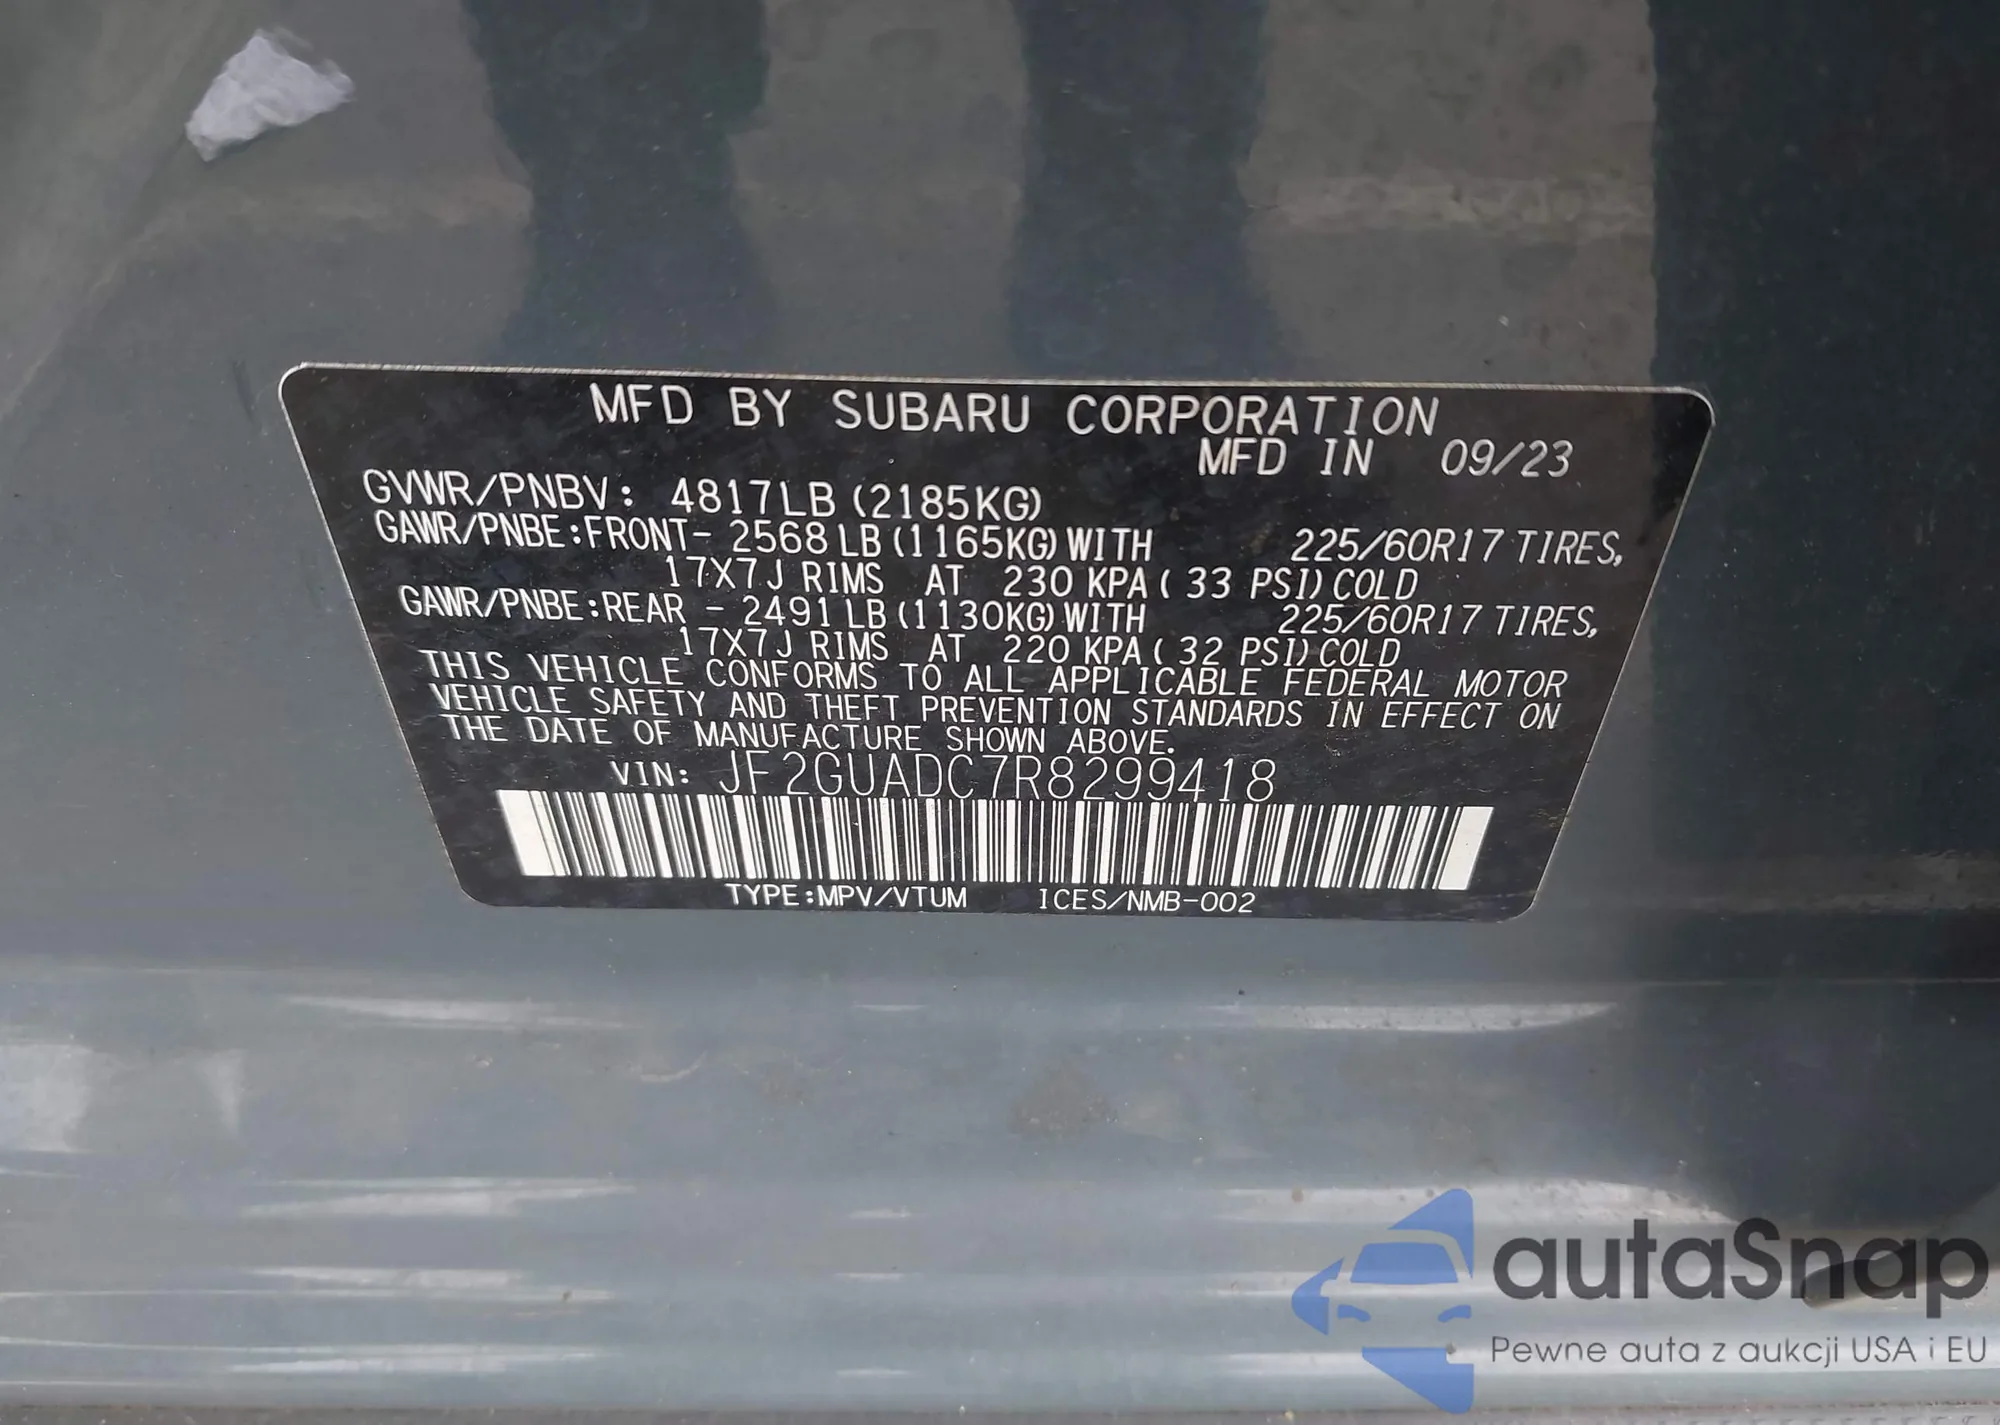 MFD BY SUBARU CORPORATION
MFD IN 09/23
GVWR/PNBV: 4817LB (2185KG)
GAWR/PNBE:FRONT- 2568 LB (1165KG) WITH 225/60R17 TIRES,
17X7J RIMS AT 230 KPA ( 33 PSI) COLD
GAWR/PNBE:REAR - 2491 LB (1130KG) WITH 225/60R17 TIRES,
17X7J RIMS AT 220 KPA ( 32 PSI) COLD
THIS VEHICLE CONFORMS TO ALL APPLICABLE FEDERAL MOTOR
VEHICLE SAFETY AND THEFT PREVENTION STANDARDS IN EFFECT ON
THE DATE OF MANUFACTURE SHOWN ABOVE.
VIN: JF2GUADC7R8299418
TYPE:MPV/VTUM ICES/NMB-002
autaSnap
Pewne auta z aukcji USA i EU